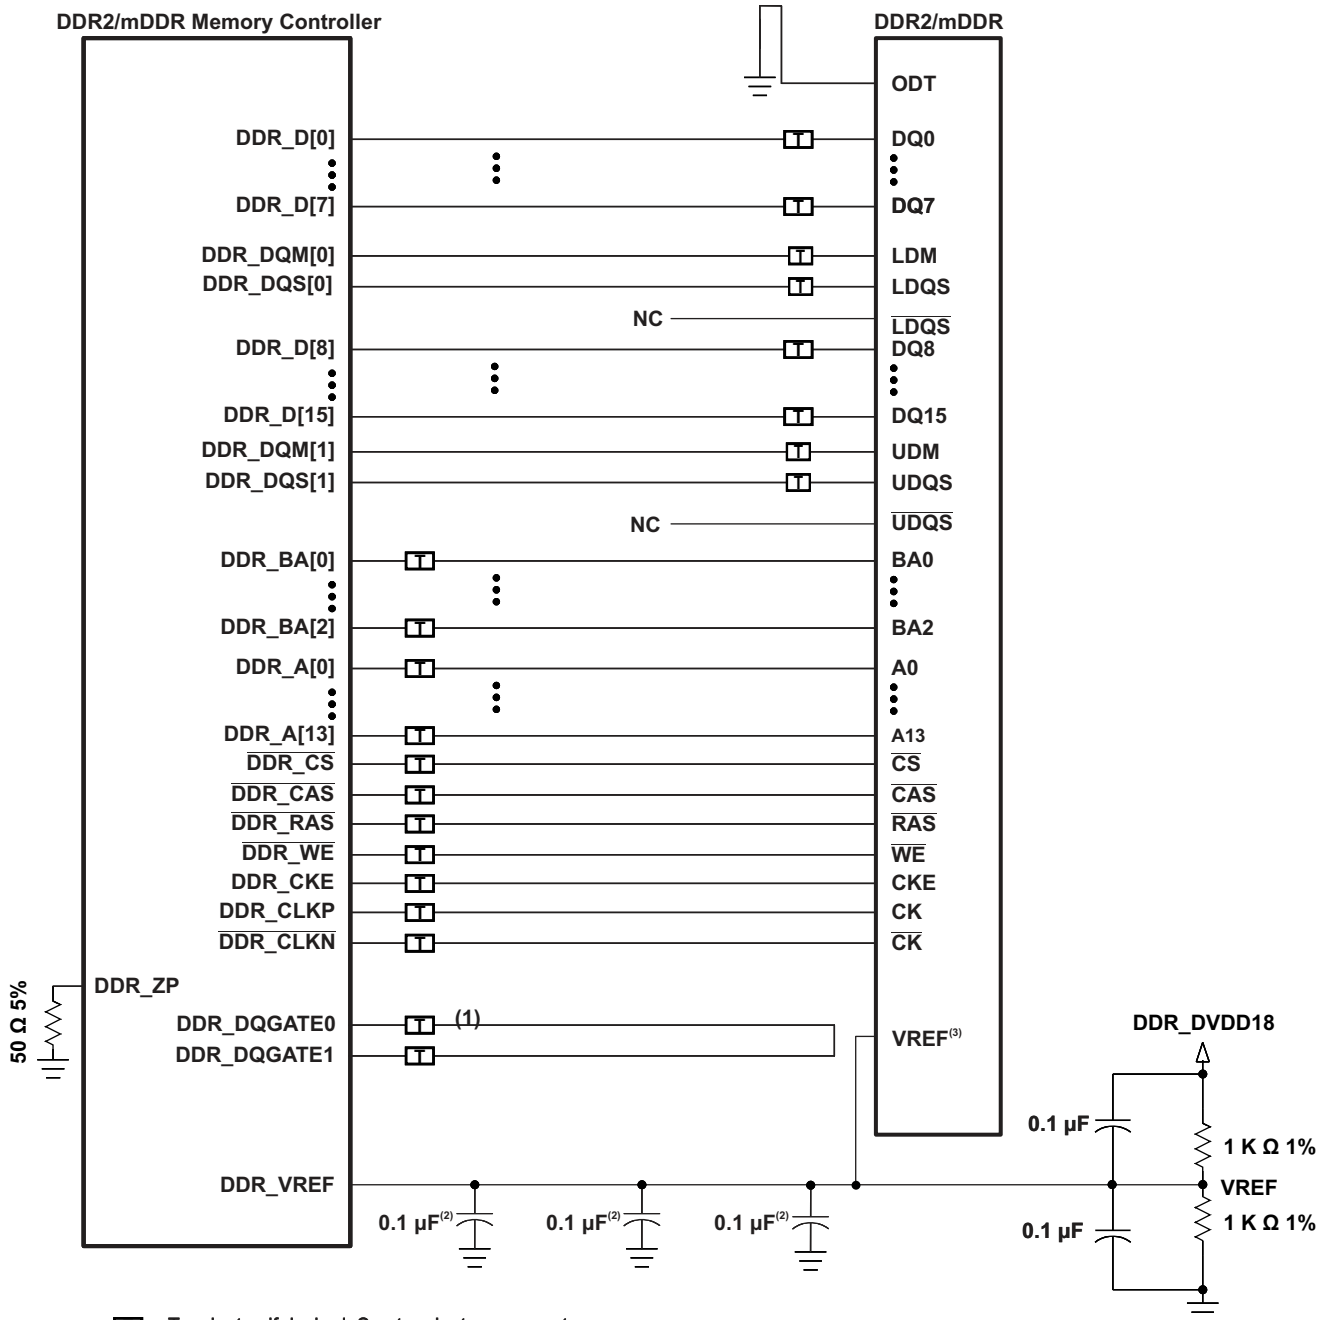 DDR2/mDDR Memory Controller
DDR2/mDDR
ODT
DDR_D[0]
T
DQ0
DDR_D[7]
T
DQ7
DDR_DQM[0]
T
LDM
DDR_DQS[0]
T
LDQS
NC
LDQS
DDR_D[8]
T
DQ8
DDR_D[15]
T
DQ15
DDR_DQM[1]
T
UDM
DDR_DQS[1]
T
UDQS
NC
UDQS
DDR_BA[0]
T
BA0
DDR_BA[2]
T
BA2
DDR_A[0]
T
A0
DDR_A[13]
T
A13
DDR_CS
T
CS
DDR_CAS
T
CAS
DDR_RAS
T
RAS
DDR_WE
T
WE
DDR_CKE
T
CKE
DDR_CLKP
T
CK
DDR_CLKN
T
CK
DDR_ZP
50 Ω 5%
DDR_DQGATE0
T
(1)
DDR_DQGATE1
T
VREF(3)
DDR_DVDD18
0.1 µF
1 K Ω 1%
DDR_VREF
VREF
0.1 µF(2)
0.1 µF(2)
0.1 µF(2)
0.1 µF
1 K Ω 1%